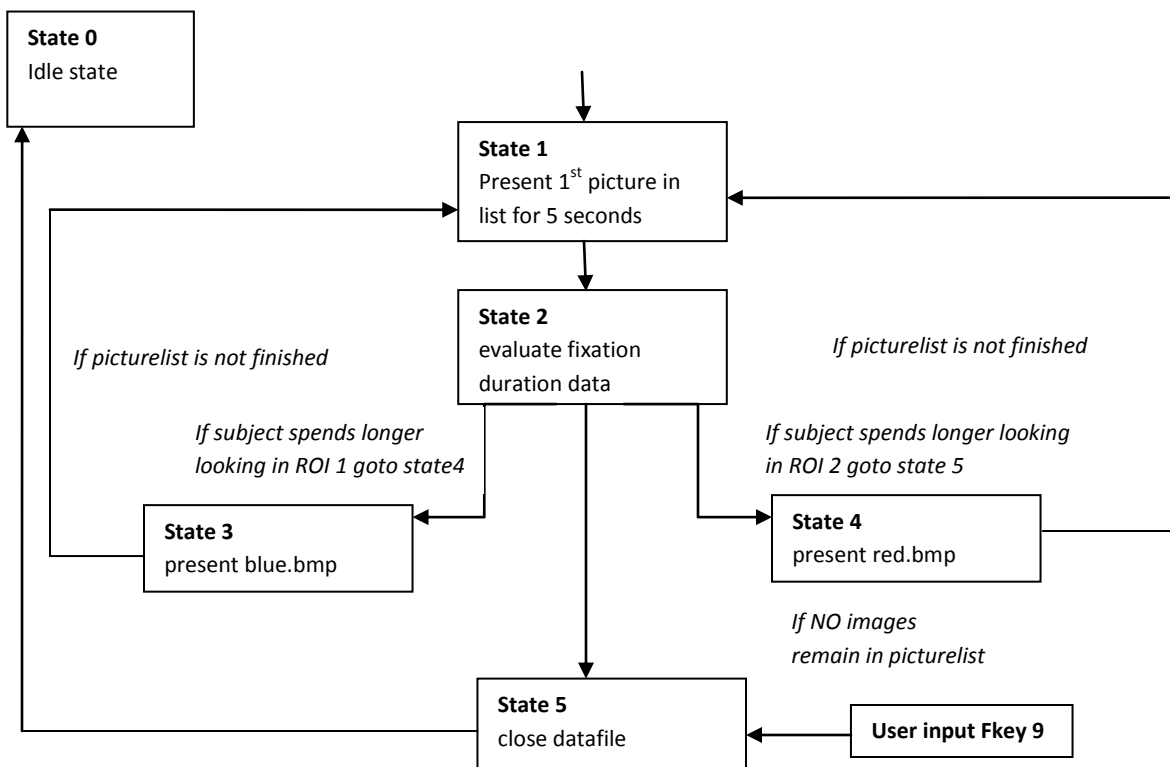 State 0
Idle state
State 1
Present 1st picture in
list for 5 seconds
State 2
evaluate fixation
duration data
If picturelist is not finished
If picturelist is not finished
If subject spends longer
looking in ROI 1 goto state4
If subject spends longer looking
in ROI 2 goto state 5
State 3
present blue.bmp
State 4
present red.bmp
If NO images
remain in picturelist
State 5
close datafile
User input Fkey 9